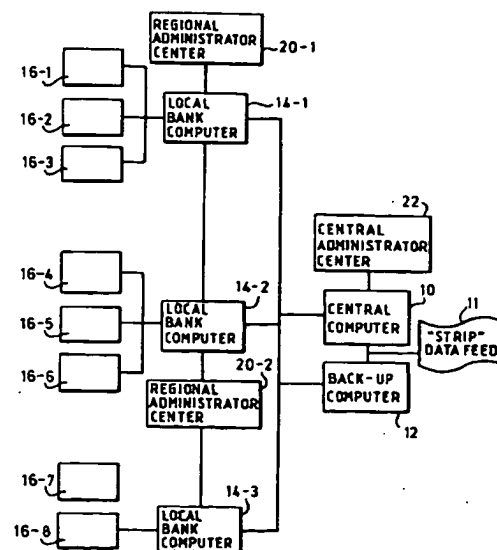 REGIONAL
ADMINISTRATOR
CENTER
20-1
16-1
16-2
16-3
LOCAL
BANK
COMPUTER
14-1
22
CENTRAL
ADMINISTRATOR
CENTER
16-4
16-5
16-6
14-2
LOCAL
BANK
COMPUTER
10
CENTRAL
COMPUTER
11
"STRIP"
DATA FEED
20-2
REGIONAL
ADMINISTRATOR
CENTER
BACK-UP
COMPUTER
12
16-7
16-8
14-3
LOCAL
BANK
COMPUTER